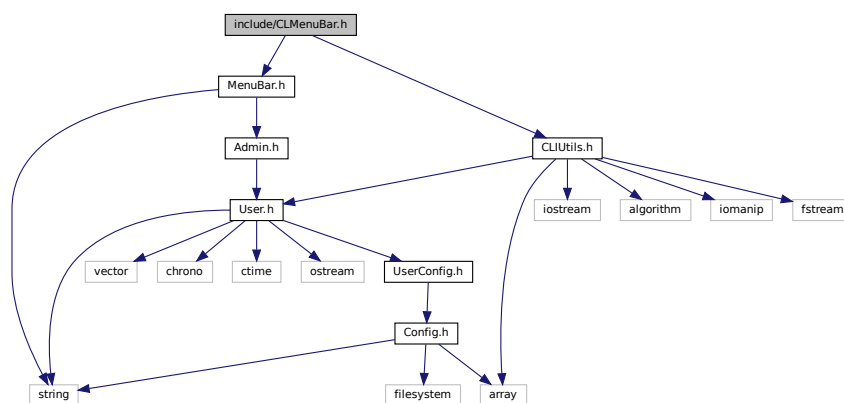 include/CLMenuBar.h
MenuBar.h
Admin.h
CLIUtils.h
User.h
iostream
algorithm
iomanip
fstream
vector
chrono
ctime
ostream
UserConfig.h
Config.h
string
filesystem
array